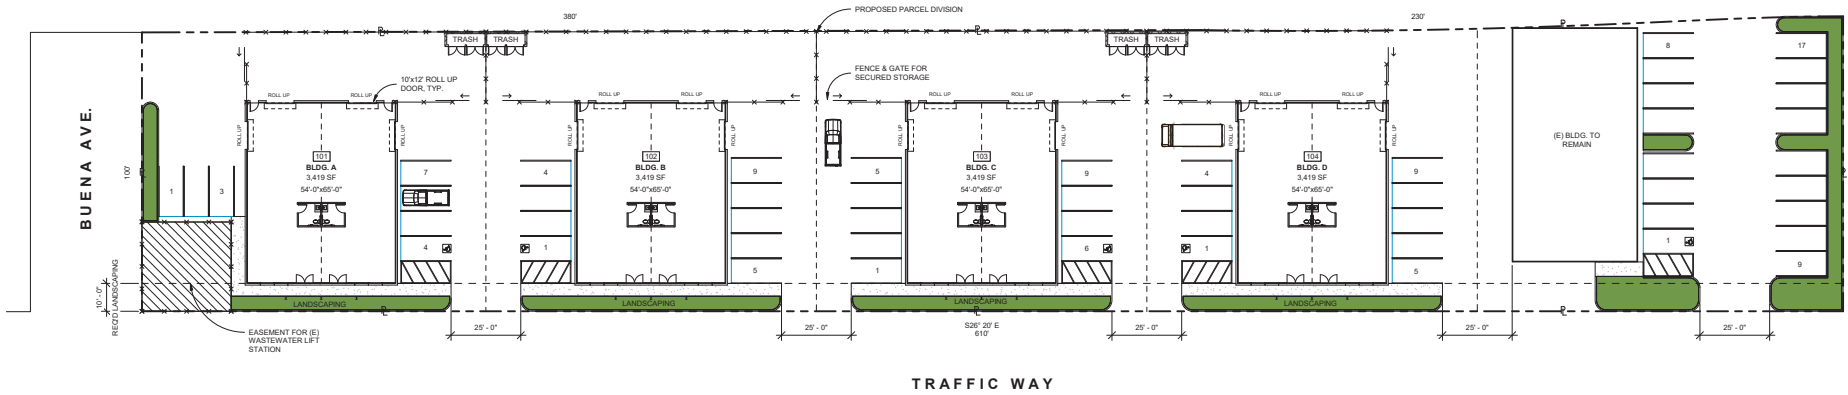 380'
PROPOSED PARCEL DIVISION
230'
TRASH TRASH
TRASH TRASH
FENCE & GATE FOR
SECURED STORAGE
10'x12' ROLL UP
DOOR, TYP.
BUENA AVE.
100'
10' - 0"
REQ'D LANDSCAPING
1 3
ROLL UP ROLL UP
ROLL UP
101
BLDG. A
3,419 SF
54'-0"x65'-0"
7
4
LANDSCAPING
ROLL UP ROLL UP
ROLL UP
4
1
102
BLDG. B
3,419 SF
54'-0"x65'-0"
ROLL UP
9
5
LANDSCAPING
ROLL UP ROLL UP
5
1
103
BLDG. C
3,419 SF
54'-0"x65'-0"
ROLL UP
9
6
LANDSCAPING
ROLL UP ROLL UP
ROLL UP
4
1
104
BLDG. D
3,419 SF
54'-0"x65'-0"
ROLL UP
9
5
LANDSCAPING
(E) BLDG. TO
REMAIN
8
1
17
9
EASEMENT FOR (E)
WASTEWATER LIFT
STATION
25' - 0"
25' - 0"
S26° 20' E
610'
25' - 0"
25' - 0"
25' - 0"
TRAFFIC WAY